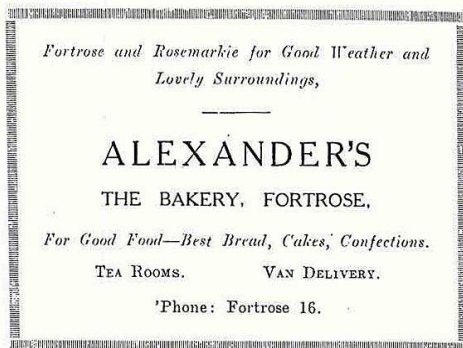 Fortrose and Rosemarkie for Good Weather and
Lovely Surroundings,
ALEXANDER'S
THE BAKERY, FORTROSE,
For Good Food—Best Bread, Cakes, Confections.
TEA ROOMS. VAN DELIVERY.
'Phone: Fortrose 16.